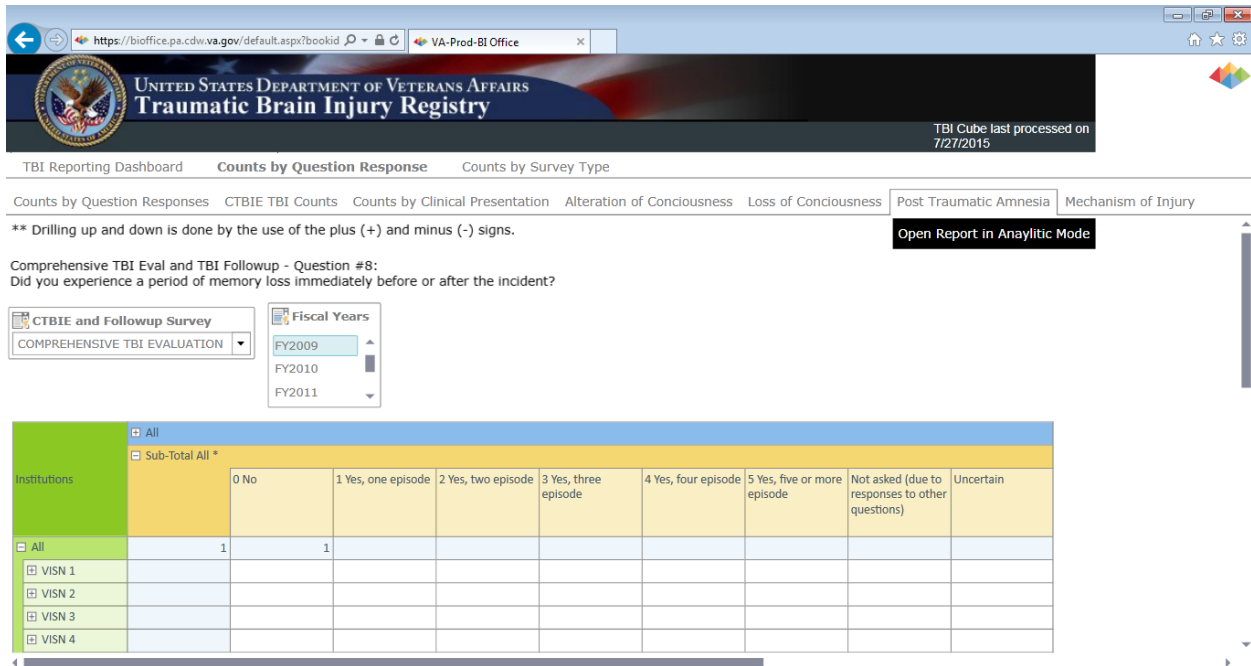 https://bioffice.pa.cdw.va.gov/default.aspx?bookid
VA-Prod-BI Office
UNITED STATES DEPARTMENT OF VETERANS AFFAIRS
Traumatic Brain Injury Registry
TBI Cube last processed on
7/27/2015
TBI Reporting Dashboard Counts by Question Response Counts by Survey Type
Counts by Question Responses CTBIE TBI Counts Counts by Clinical Presentation Alteration of Conciousness Loss of Conciousness Post Traumatic Amnesia Mechanism of Injury
** Drilling up and down is done by the use of the plus (+) and minus (-) signs.
Open Report in Anaylitic Mode
Comprehensive TBI Eval and TBI Followup - Question #8:
Did you experience a period of memory loss immediately before or after the incident?
CTBIE and Followup Survey
COMPREHENSIVE TBI EVALUATION
Fiscal Years
FY2009
FY2010
FY2011
All
Sub-Total All *
Institutions
0 No
1 Yes, one episode
2 Yes, two episode
3 Yes, three
episode
4 Yes, four episode
5 Yes, five or more
episode
Not asked (due to
responses to other
questions)
Uncertain
All 1 1
VISN 1
VISN 2
VISN 3
VISN 4